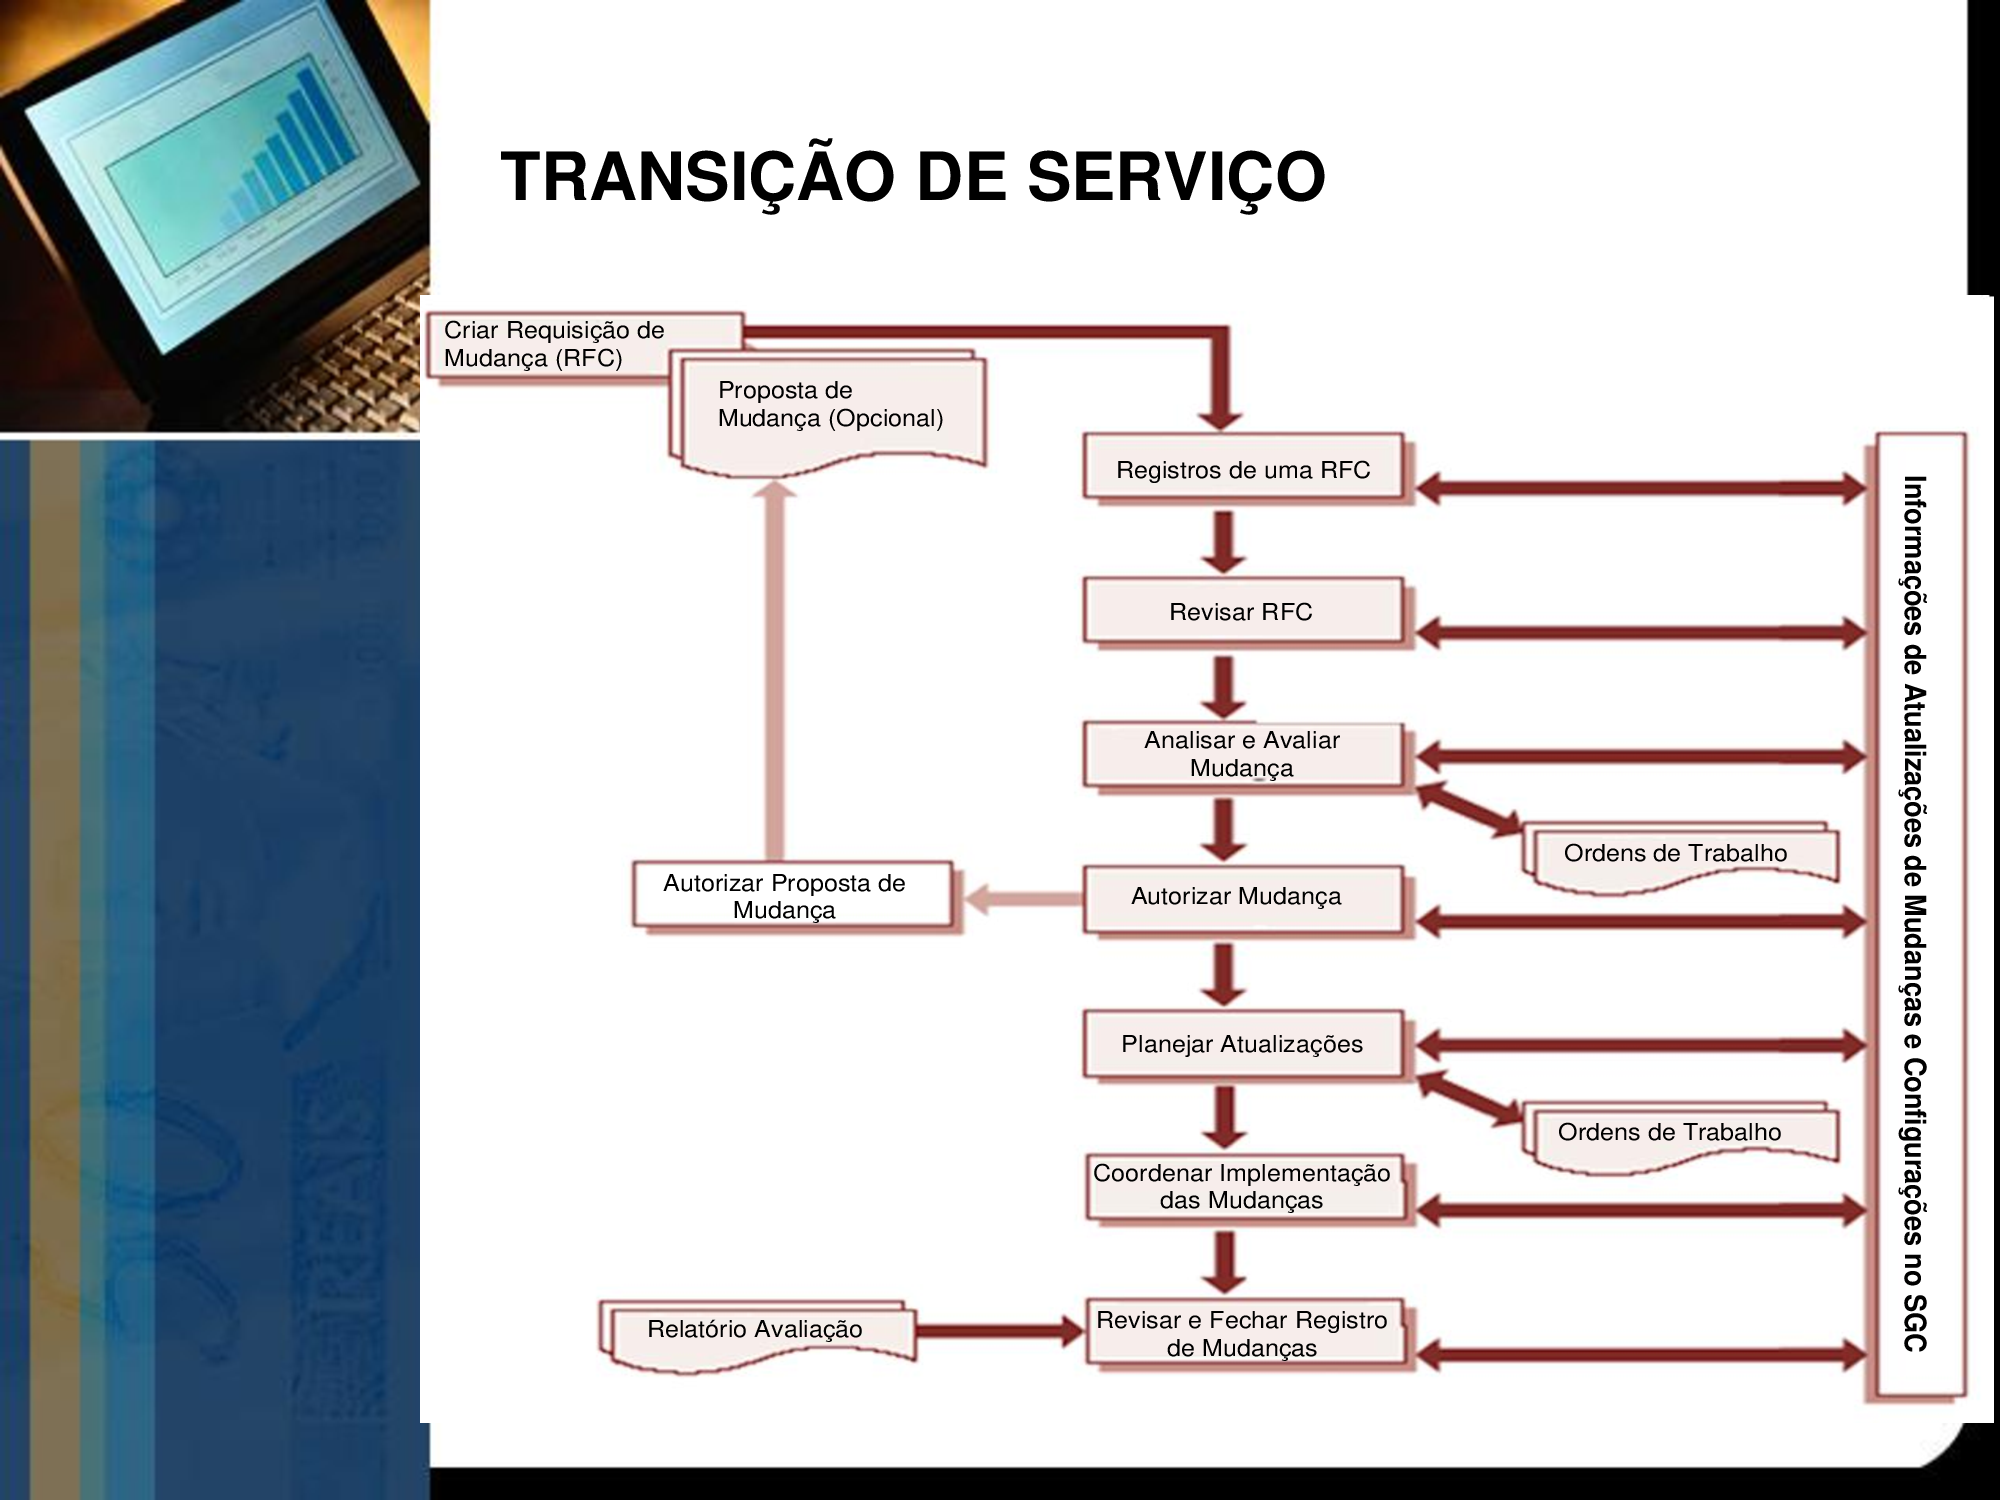 TRANSIÇÃO DE SERVIÇO
Criar Requisição de
Mudança (RFC)
Proposta de
Mudança (Opcional)
Registros de uma RFC
Revisar RFC
Analisar e Avaliar
Mudança
Ordens de Trabalho
Autorizar Proposta de
Mudança
Autorizar Mudança
Planejar Atualizações
Ordens de Trabalho
Coordenar Implementação
das Mudanças
Relatório Avaliação
Revisar e Fechar Registro
de Mudanças
Informações de Atualizações de Mudanças e Configurações no SGC
REAIS